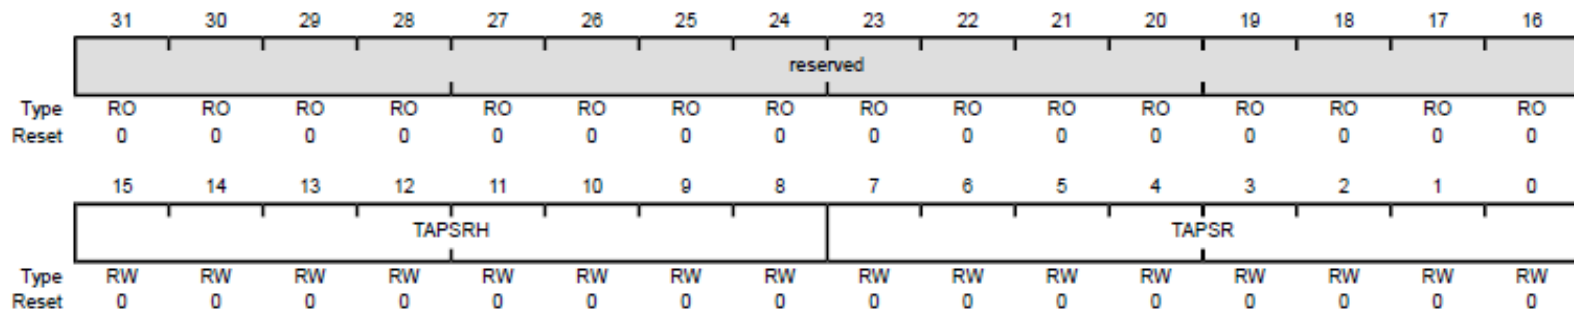 31 30 29 28 27 26 25 24 23 22 21 20 19 18 17 16
reserved
Type RO RO RO RO RO RO RO RO RO RO RO RO RO RO RO RO
Reset 0 0 0 0 0 0 0 0 0 0 0 0 0 0 0 0
15 14 13 12 11 10 9 8 7 6 5 4 3 2 1 0
TAPSRH TAPSR
Type RW RW RW RW RW RW RW RW RW RW RW RW RW RW RW RW
Reset 0 0 0 0 0 0 0 0 0 0 0 0 0 0 0 0